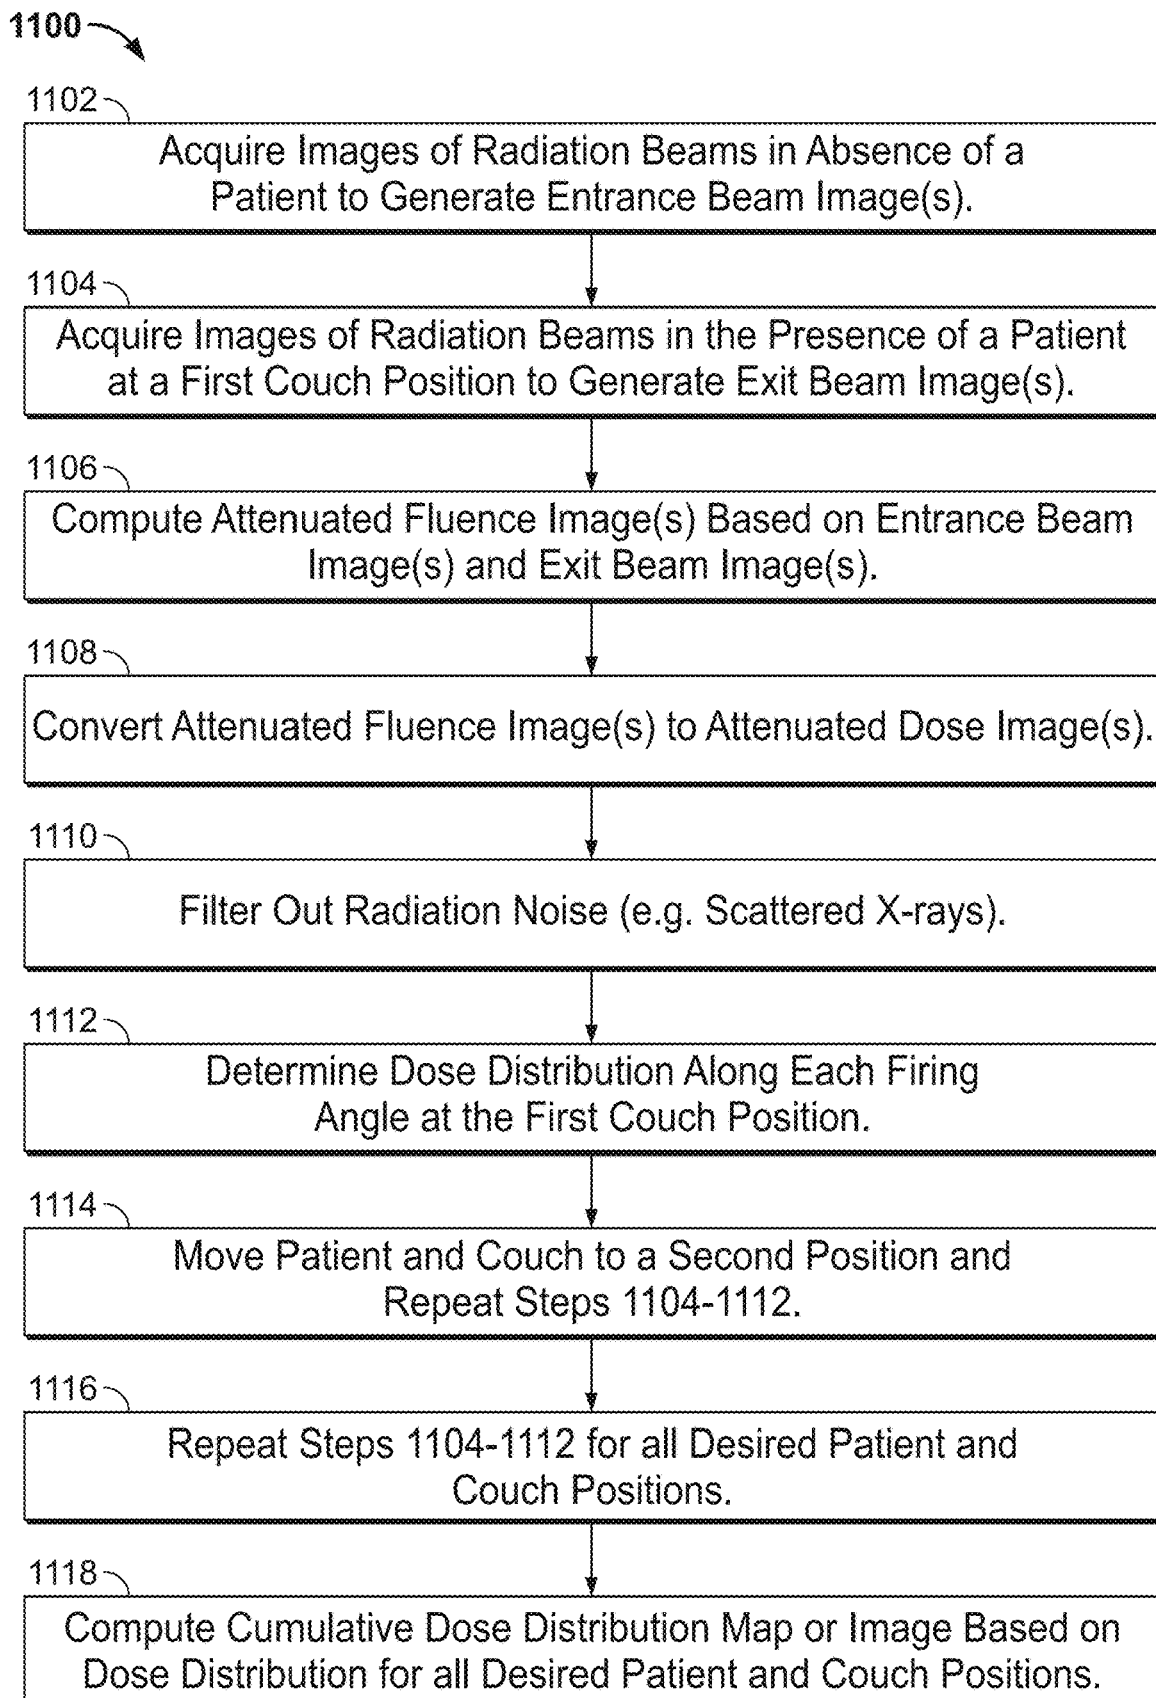 1100
1102
Acquire Images of Radiation Beams in Absence of a
Patient to Generate Entrance Beam Image(s).
1104
Acquire Images of Radiation Beams in the Presence of a Patient
at a First Couch Position to Generate Exit Beam Image(s).
1106
Compute Attenuated Fluence Image(s) Based on Entrance Beam
Image(s) and Exit Beam Image(s).
1108
Convert Attenuated Fluence Image(s) to Attenuated Dose Image(s).
1110
Filter Out Radiation Noise (e.g. Scattered X-rays).
1112
Determine Dose Distribution Along Each Firing
Angle at the First Couch Position.
1114
Move Patient and Couch to a Second Position and
Repeat Steps 1104-1112.
1116
Repeat Steps 1104-1112 for all Desired Patient and
Couch Positions.
1118
Compute Cumulative Dose Distribution Map or Image Based on
Dose Distribution for all Desired Patient and Couch Positions.